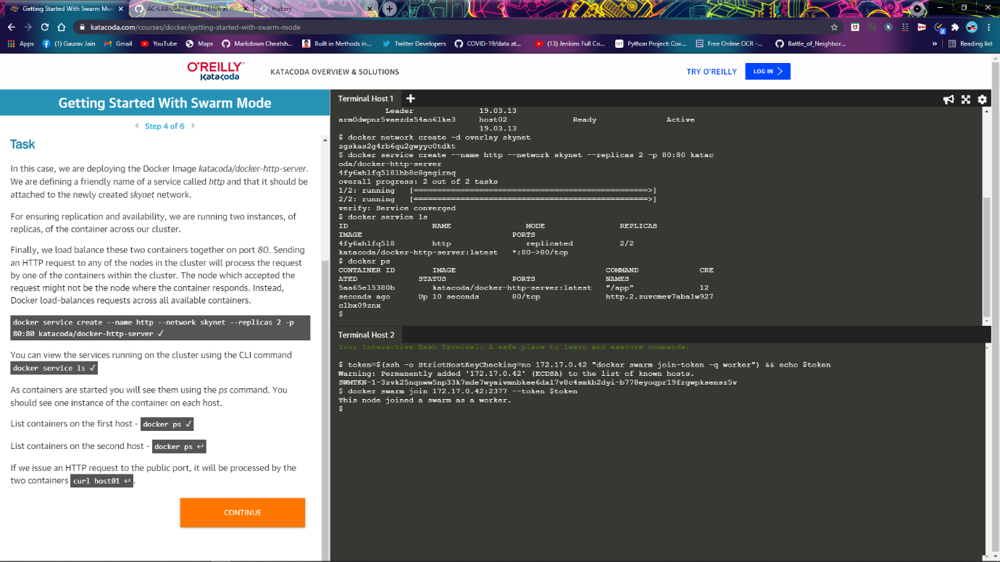 Getting Started With Swarm Mo
AC-LAB-2021/R171218106 at
History
katacoda.com/courses/docker/getting-started-with-swarm-mode
Apps
(1) Gaurav Jain
Gmail
YouTube
Maps
Markdown Cheatsh...
Built in Methods in...
Twitter Developers
COVID-19/data at...
(13) Jenkins Full Co...
Python Project: Cov...
Free Online OCR -...
Battle_of_Neighbor...
»
Reading list
O'REILLY®
Katacoda
KATACODA OVERVIEW & SOLUTIONS
TRY O'REILLY
LOG IN
Getting Started With Swarm Mode
Step 4 of 6
Task
In this case, we are deploying the Docker Image katacoda/docker-http-server.
We are defining a friendly name of a service called http and that it should be
attached to the newly created skynet network.
For ensuring replication and availability, we are running two instances, of
replicas, of the container across our cluster.
Finally, we load balance these two containers together on port 80. Sending
an HTTP request to any of the nodes in the cluster will process the request
by one of the containers within the cluster. The node which accepted the
request might not be the node where the container responds. Instead,
Docker load-balances requests across all available containers.
docker service create --name http --network skynet --replicas 2 -p
80:80 katacoda/docker-http-server ✓
You can view the services running on the cluster using the CLI command
docker service ls ✓
As containers are started you will see them using the ps command. You
should see one instance of the container on each host.
List containers on the first host - docker ps ✓
List containers on the second host - docker ps ↩
If we issue an HTTP request to the public port, it will be processed by the
two containers curl host01 ↩.
CONTINUE
Terminal Host 1
Leader 19.03.13
arm0dwpnr5vaezds54ao61ke3 host02 Ready Active
19.03.13
$ docker network create -d overlay skynet
zgskas2g4rb6qu2gwyyc0tdkt
$ docker service create --name http --network skynet --replicas 2 -p 80:80 katac
oda/docker-http-server
4fy6xhlfq5181hb8c8gegirnq
overall progress: 2 out of 2 tasks
1/2: running [==================================================>]
2/2: running [==================================================>]
verify: Service converged
$ docker service ls
ID NAME MODE REPLICAS
IMAGE PORTS
4fy6xhlfq518 http replicated 2/2
katacoda/docker-http-server:latest *:80->80/tcp
$ docker ps
CONTAINER ID IMAGE COMMAND CRE
ATED STATUS PORTS NAMES
5aa65e15380b katacoda/docker-http-server:latest "/app" 12
seconds ago Up 10 seconds 80/tcp http.2.zuvcmev7aba1w927
clbx09znx
$
Terminal Host 2
Your Interactive Bash Terminal. A safe place to learn and execute commands.
$ token=$(ssh -o StrictHostKeyChecking=no 172.17.0.42 "docker swarm join-token -q worker") && echo $token
Warning: Permanently added '172.17.0.42' (ECDSA) to the list of known hosts.
SWMTKN-1-3zvk25nqnww5np33k7mde7wyaivmnbkee6dxl7v8c4smkb2dyi-b778eyoqpr19frqwpksensz5v
$ docker swarm join 172.17.0.42:2377 --token $token
This node joined a swarm as a worker.
$